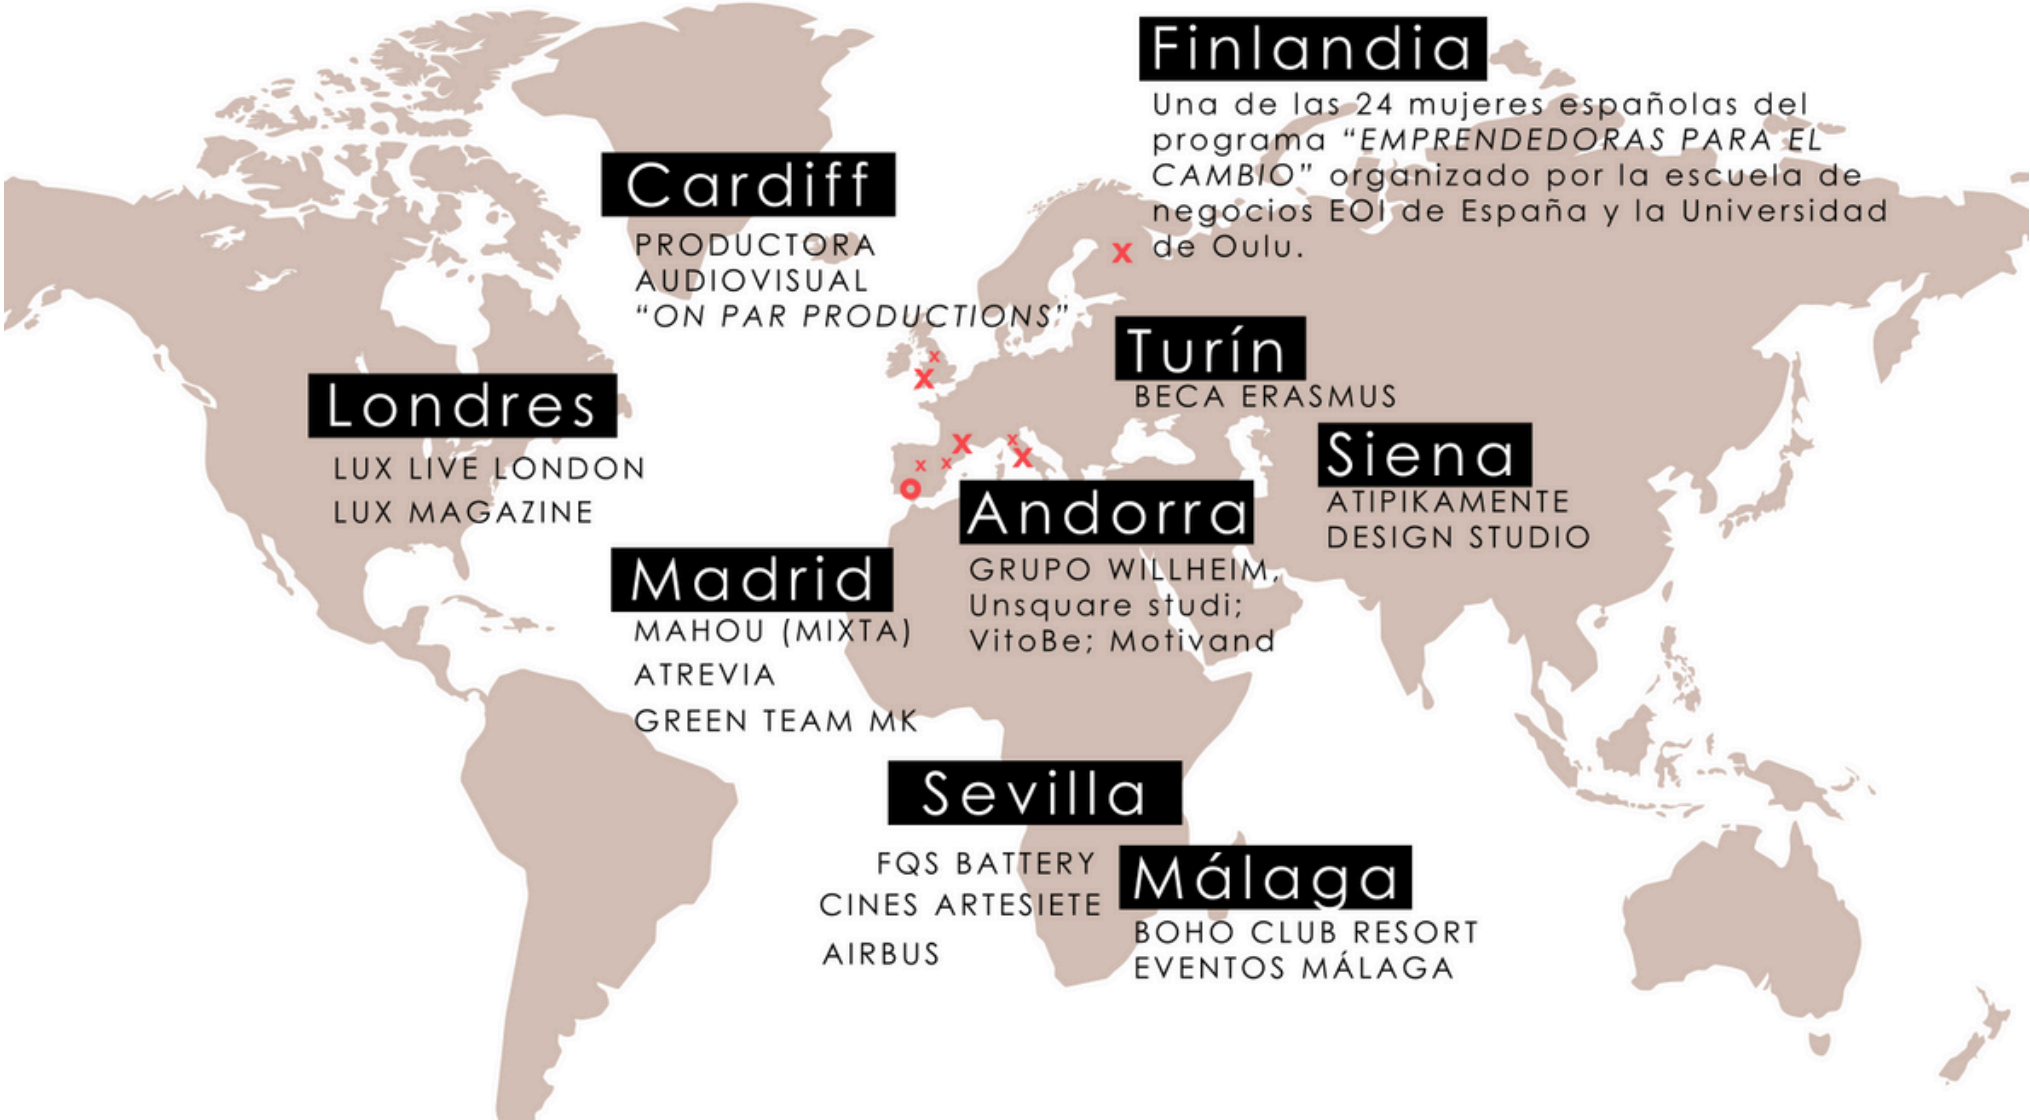 Finlandia
Una de las 24 mujeres españolas del
programa “EMPRENDEDORAS PARA EL
CAMBIO” organizado por la escuela de
negocios EOI de España y la Universidad
de Oulu.
Cardiff
PRODUCTORA
AUDIOVISUAL
“ON PAR PRODUCTIONS”
Turín
BECA ERASMUS
Londres
LUX LIVE LONDON
LUX MAGAZINE
Siena
ATIPIKAMENTE
DESIGN STUDIO
Andorra
GRUPO WILLHEIM,
Unsquare studi;
VitoBe; Motivand
Madrid
MAHOU (MIXTA)
ATREVIA
GREEN TEAM MK
Sevilla
FQS BATTERY
CINES ARTESIETE
AIRBUS
Málaga
BOHO CLUB RESORT
EVENTOS MÁLAGA